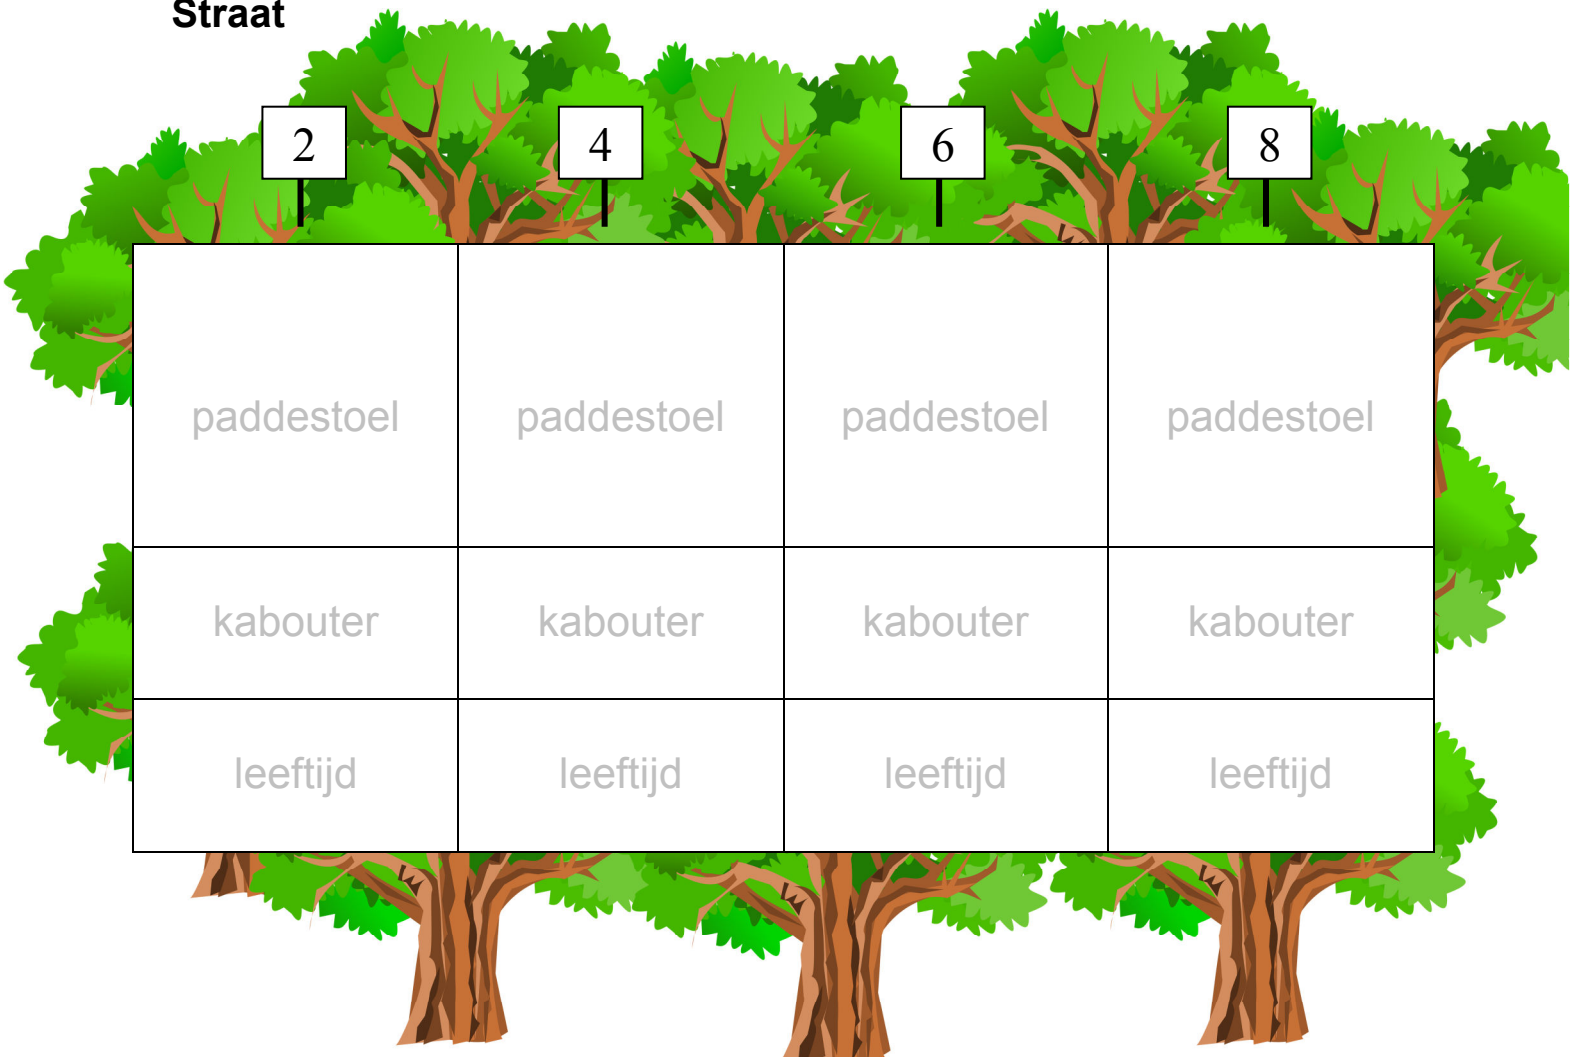 Straat
2 4 6 8
paddestoel paddestoel paddestoel paddestoel
kabouter kabouter kabouter kabouter
leeftijd leeftijd leeftijd leeftijd